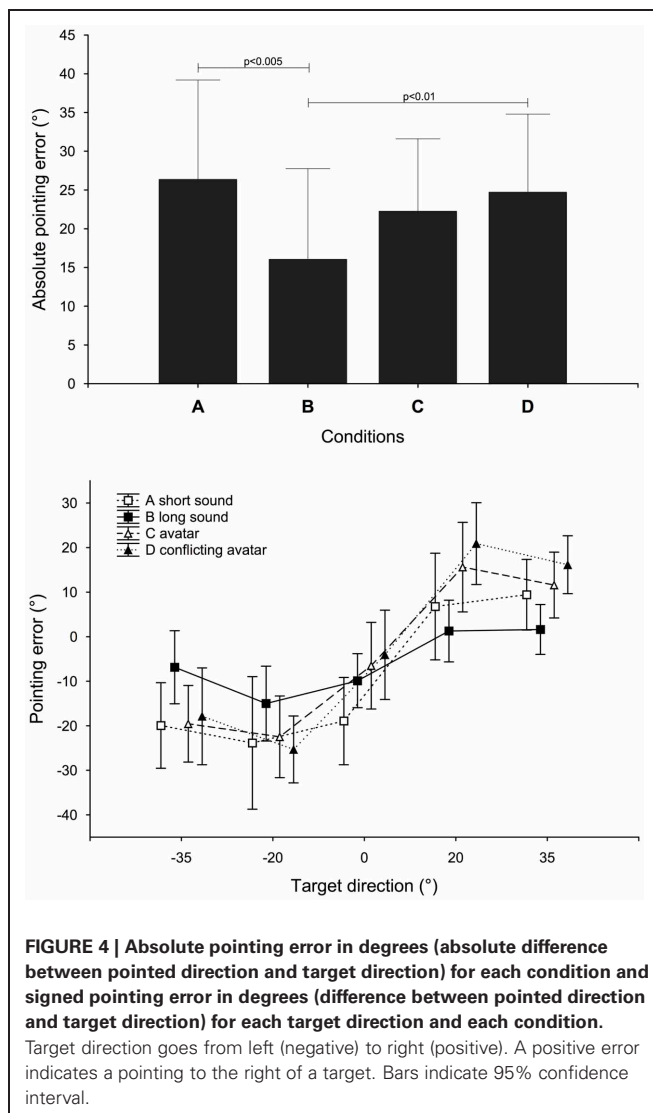 45
40
35
30
25
20
15
10
5
0
Absolute pointing error (°)
p<0.005
p<0.01
A B C D
Conditions
A short sound
B long sound
C avatar
D conflicting avatar
30
20
10
0
-10
-20
-30
-40
Pointing error (°)
-35 -20 0 20 35
Target direction (°)
FIGURE 4 | Absolute pointing error in degrees (absolute difference
between pointed direction and target direction) for each condition and
signed pointing error in degrees (difference between pointed direction
and target direction) for each target direction and each condition.
Target direction goes from left (negative) to right (positive). A positive error
indicates a pointing to the right of a target. Bars indicate 95% confidence
interval.